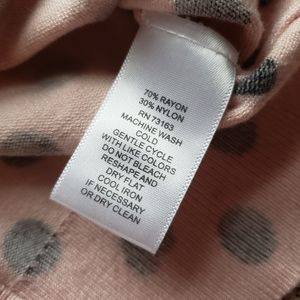 70% RAYON
30% NYLON
RN 73163
MACHINE WASH
COLD
GENTLE CYCLE
WITH LIKE COLORS
DO NOT BLEACH
RESHAPE AND
DRY FLAT
COOL IRON
IF NECESSARY
OR DRY CLEAN